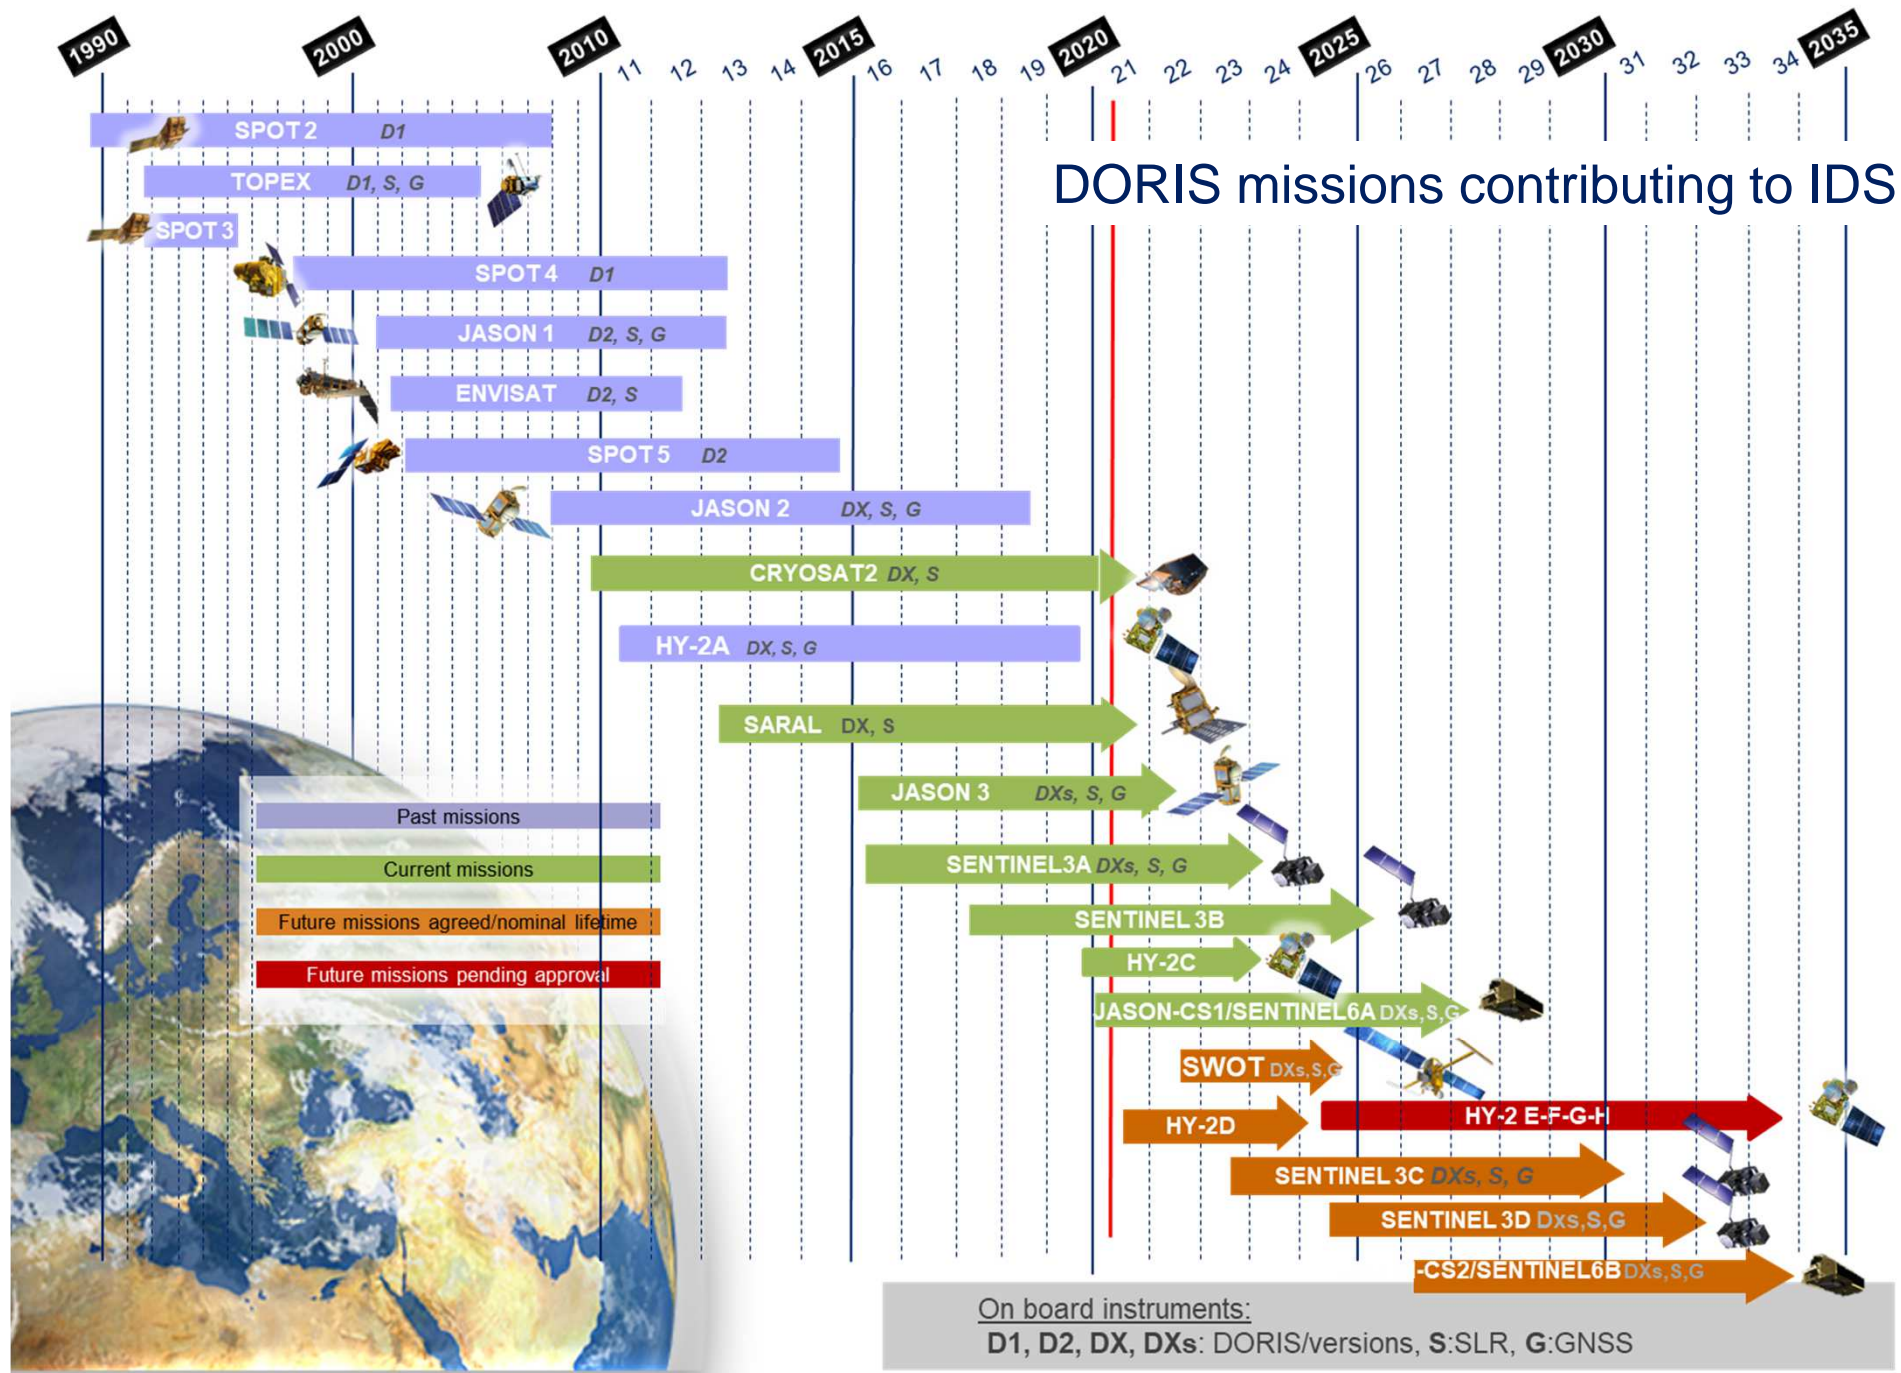 1990 2000 2010 11 12 13 14 2015 16 17 18 19 2020 21 22 23 24 2025 26 27 28 29 2030 31 32 33 34 2035
SPOT 2 D1
DORIS missions contributing to IDS
TOPEX D1, S, G
SPOT 3
SPOT 4 D1
JASON 1 D2, S, G
ENVISAT D2, S
SPOT 5 D2
JASON 2 DX, S, G
CRYOSAT2 DX, S
HY-2A DX, S, G
SARAL DX, S
JASON 3 DXs, S, G
Past missions
SENTINEL3A DXs, S, G
Current missions
SENTINEL 3B
Future missions agreed/nominal lifetime
HY-2C
Future missions pending approval
JASON-CS1/SENTINEL6A DXs,S,G
SWOT DXs,S,G
HY-2 E-F-G-H
HY-2D
SENTINEL 3C DXs, S, G
SENTINEL 3D Dxs,S,G
-CS2/SENTINEL6B DXs,S,G
On board instruments:
D1, D2, DX, DXs: DORIS/versions, S:SLR, G:GNSS